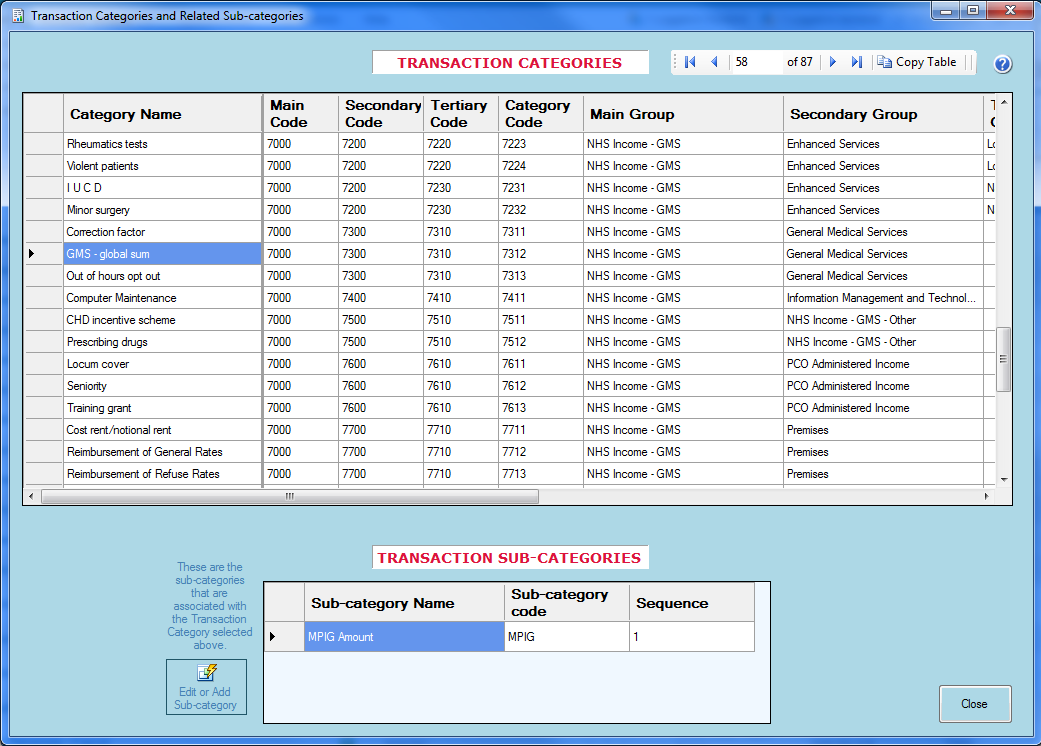 Transaction Categories and Related Sub-categories
TRANSACTION CATEGORIES
58 of 87 Copy Table
Category Name Main Code Secondary Code Tertiary Code Category Code Main Group Secondary Group
Rheumatics tests 7000 7200 7220 7223 NHS Income - GMS Enhanced Services
Violent patients 7000 7200 7220 7224 NHS Income - GMS Enhanced Services
I U C D 7000 7200 7230 7231 NHS Income - GMS Enhanced Services N
Minor surgery 7000 7200 7230 7232 NHS Income - GMS Enhanced Services N
Correction factor 7000 7300 7310 7311 NHS Income - GMS General Medical Services
GMS - global sum 7000 7300 7310 7312 NHS Income - GMS General Medical Services
Out of hours opt out 7000 7300 7310 7313 NHS Income - GMS General Medical Services
Computer Maintenance 7000 7400 7410 7411 NHS Income - GMS Information Management and Technol...
CHD incentive scheme 7000 7500 7510 7511 NHS Income - GMS NHS Income - GMS - Other
Prescribing drugs 7000 7500 7510 7512 NHS Income - GMS NHS Income - GMS - Other
Locum cover 7000 7600 7610 7611 NHS Income - GMS PCO Administered Income
Seniority 7000 7600 7610 7612 NHS Income - GMS PCO Administered Income
Training grant 7000 7600 7610 7613 NHS Income - GMS PCO Administered Income
Cost rent/notional rent 7000 7700 7710 7711 NHS Income - GMS Premises
Reimbursement of General Rates 7000 7700 7710 7712 NHS Income - GMS Premises
Reimbursement of Refuse Rates 7000 7700 7710 7713 NHS Income - GMS Premises
TRANSACTION SUB-CATEGORIES
These are the
sub-categories
that are
associated with
the Transaction
Category selected
above.
Edit or Add
Sub-category
Sub-category Name Sub-category code Sequence
MPIG Amount MPIG 1
Close